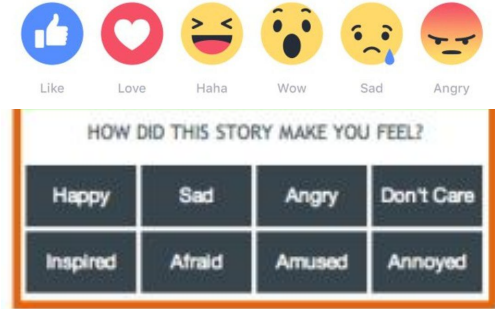 Like Love Haha Wow Sad Angry
HOW DID THIS STORY MAKE YOU FEEL?
Happy Sad Angry Don't Care
Inspired Afraid Amused Annoyed